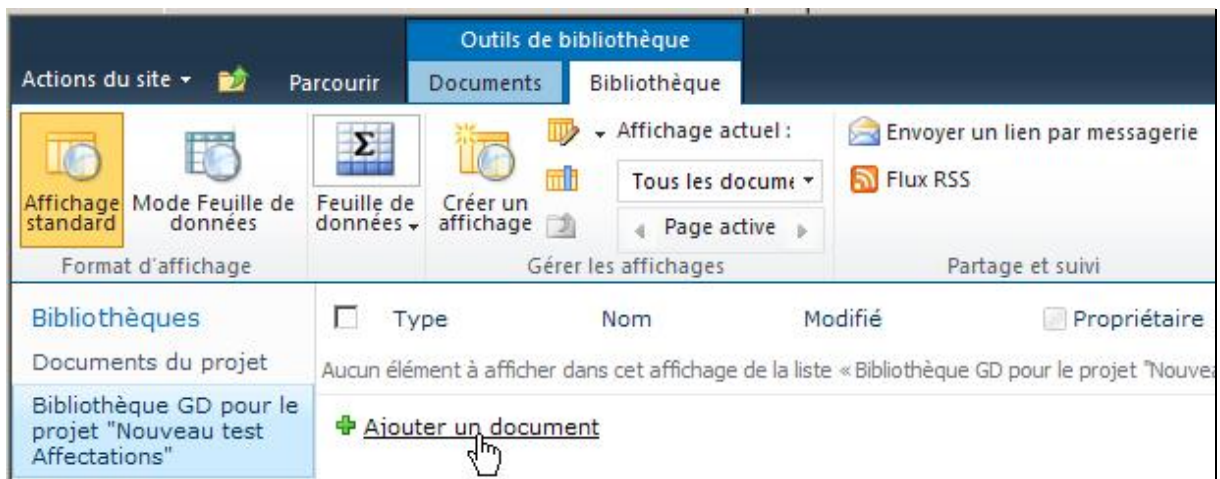 Outils de bibliothèque
Actions du site Parcourir Documents Bibliothèque
Affichage standard
Mode Feuille de données
Feuille de données
Créer un affichage
Affichage actuel :
Tous les docume
Page active
Envoyer un lien par messagerie
Flux RSS
Format d'affichage Gérer les affichages Partage et suivi
Bibliothèques
Documents du projet
Bibliothèque GD pour le
projet "Nouveau test
Affectations"
Type Nom Modifié Propriétaire
Aucun élément à afficher dans cet affichage de la liste « Bibliothèque GD pour le projet "Nouvea
Ajouter un document